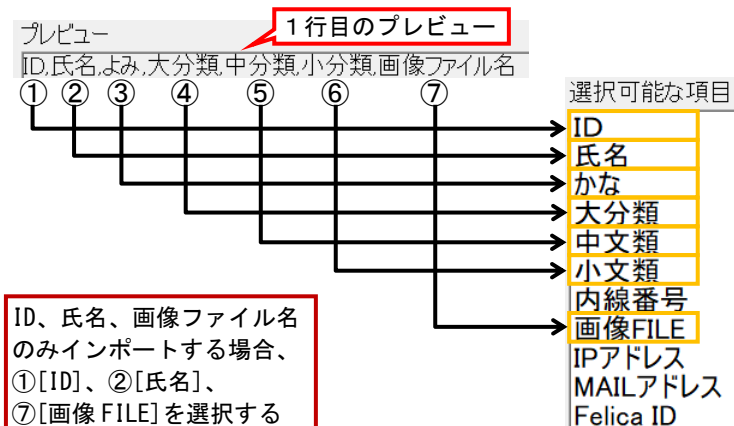 プレビュー
1行目のプレビュー
ID,氏名,よみ,大分類,中分類,小分類,画像ファイル名
① ② ③ ④ ⑤ ⑥ ⑦
選択可能な項目
ID
氏名
かな
大分類
中文類
小文類
内線番号
画像FILE
IPアドレス
MAILアドレス
Felica ID
ID、氏名、画像ファイル名
のみインポートする場合、
①[ID]、②[氏名]、
⑦[画像FILE]を選択する